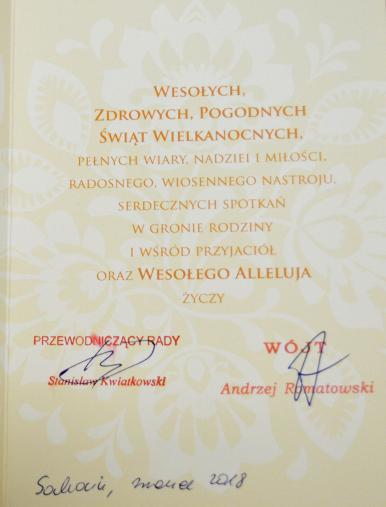 WESOŁYCH,
ZDROWYCH, POGODNYCH
ŚWIĄT WIELKANOCNYCH,
PEŁNYCH WIARY, NADZIEI I MIŁOŚCI,
RADOSNEGO, WIOSENNEGO NASTROJU,
SERDECZNYCH SPOTKAŃ
W GRONIE RODZINY
I WŚRÓD PRZYJACIÓŁ
ORAZ WESOŁEGO ALLELUJA
ŻYCZY
PRZEWODNICZĄCY RADY
Stanisław Kwiatkowski
WÓJT
Andrzej Romatowski
marzec 2018